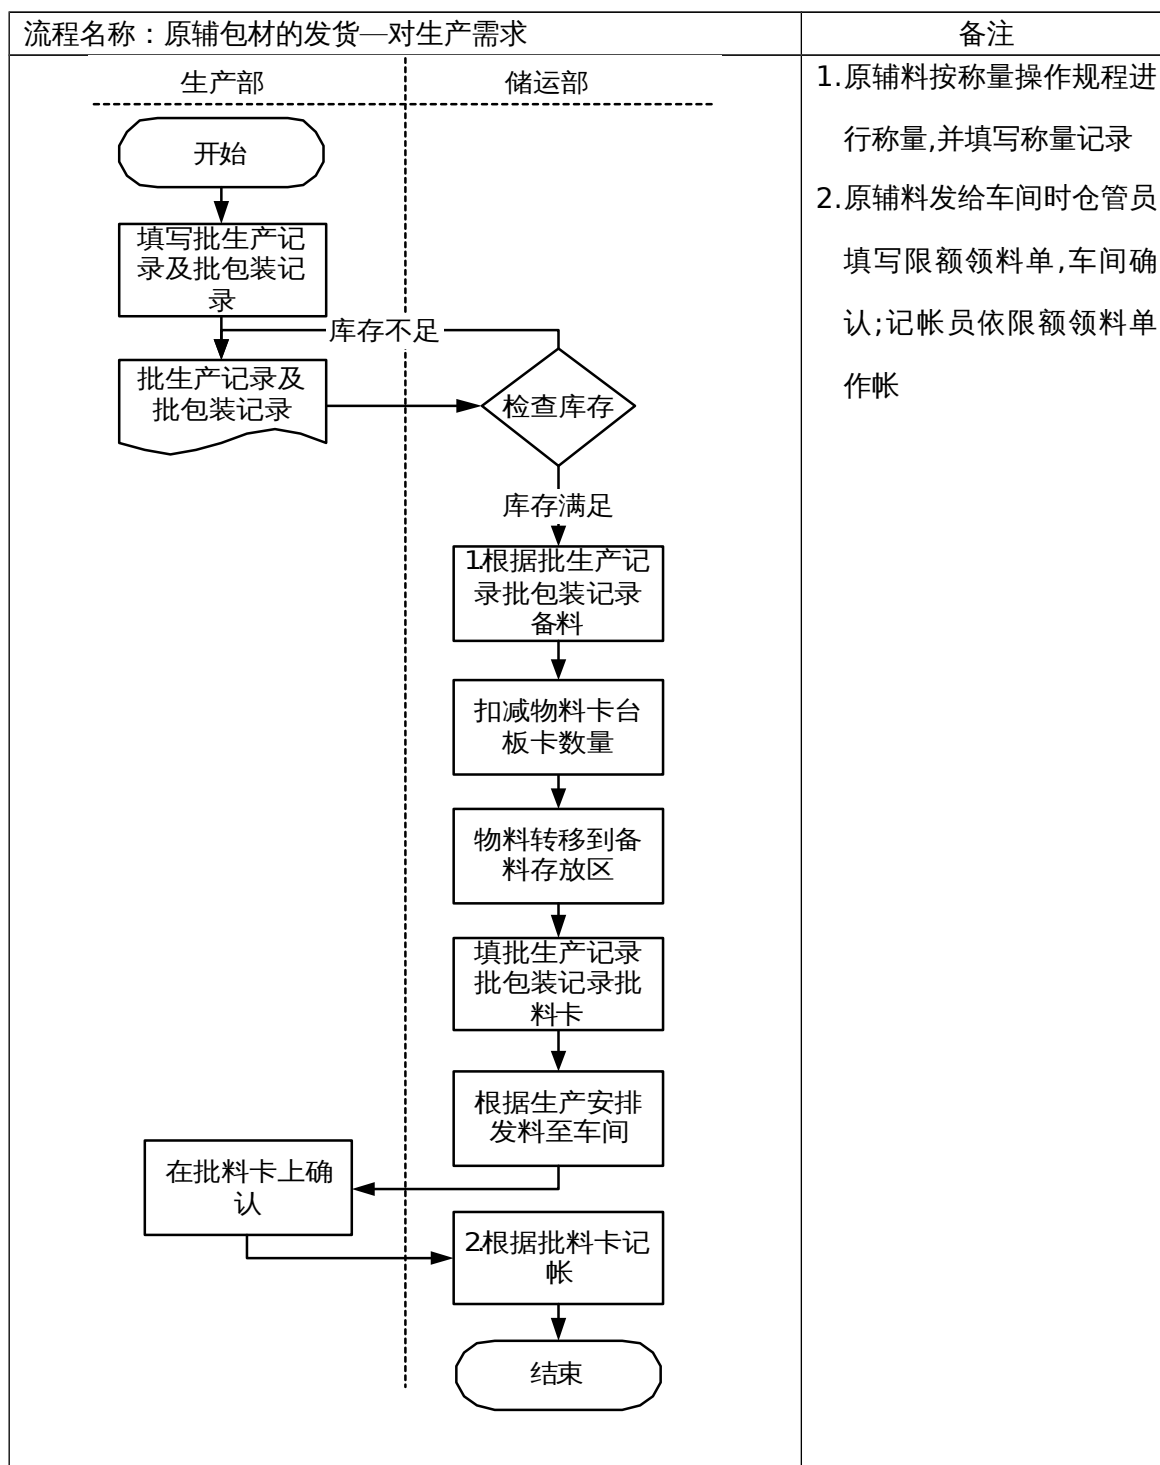 流程名称：原辅包材的发货—对生产需求
备注
生产部
储运部
开始
填写批生产记
录及批包装记
录
库存不足
批生产记录及
批包装记录
检查库存
库存满足
1.根据批生产记
录批包装记录
备料
扣减物料卡台
板卡数量
物料转移到备
料存放区
填批生产记录
批包装记录批
料卡
根据生产安排
发料至车间
在批料卡上确
认
2.根据批料卡记
帐
结束
1.原辅料按称量操作规程进
行称量,并填写称量记录
2.原辅料发给车间时仓管员
填写限额领料单,车间确
认;记帐员依限额领料单
作帐